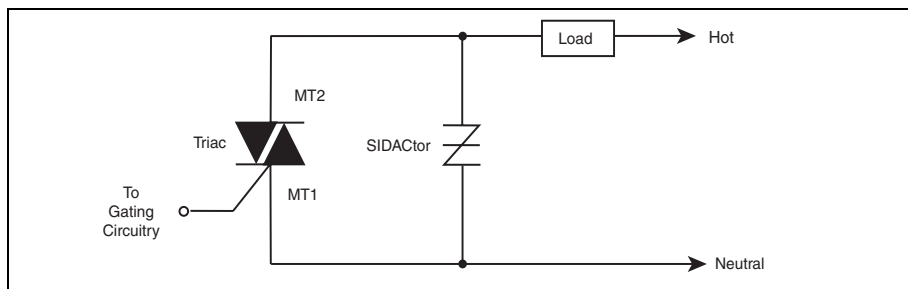 Load
Hot
MT2
Triac
SIDACtor
MT1
To
Gating
Circuitry
Neutral